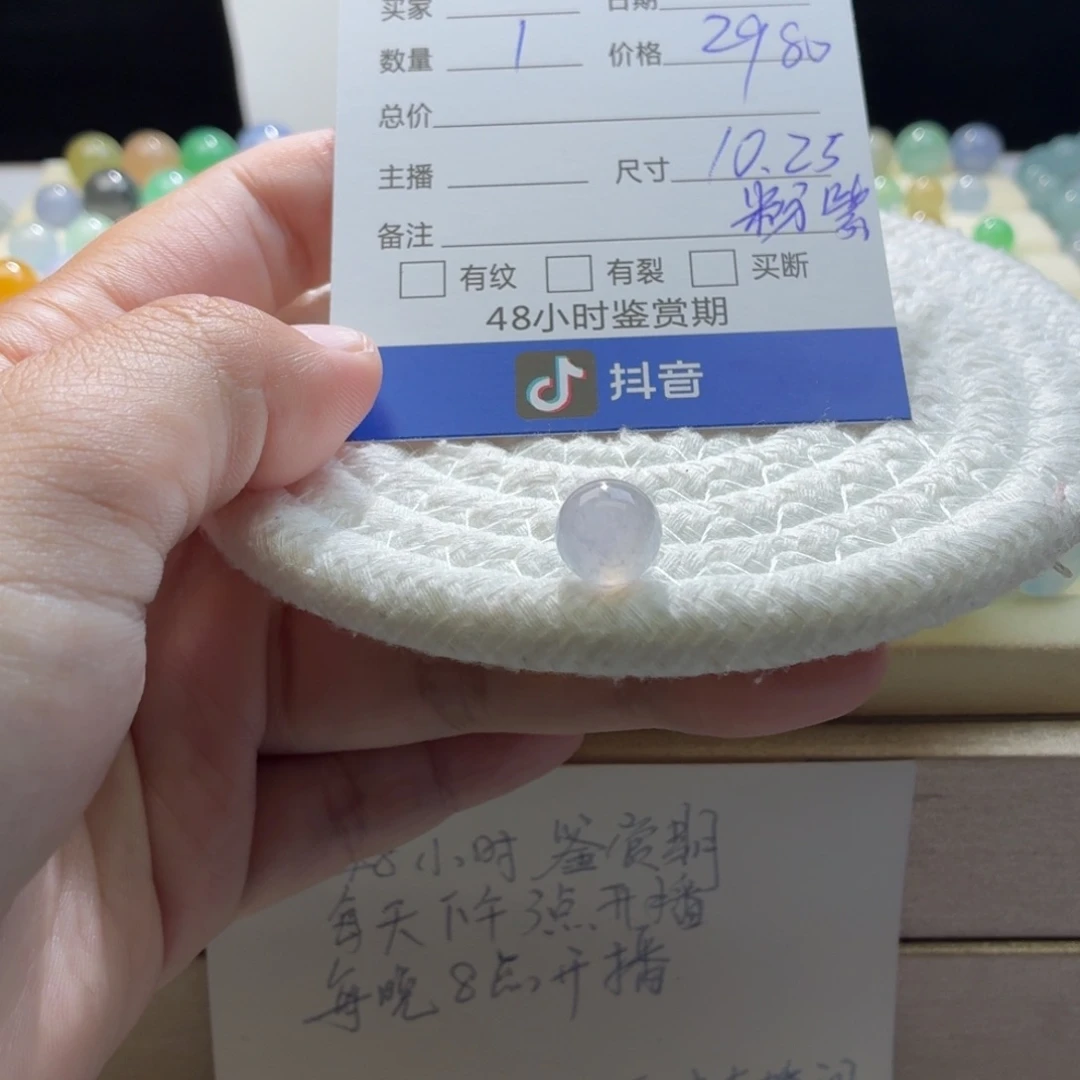 买家 日期
数量 1 价格 2980
总价
主播 尺寸 10.25
粉紫
备注
有纹 有裂 买断
48小时鉴赏期
抖音
48小时鉴赏期
每天下午3点开播
每晚8点开播